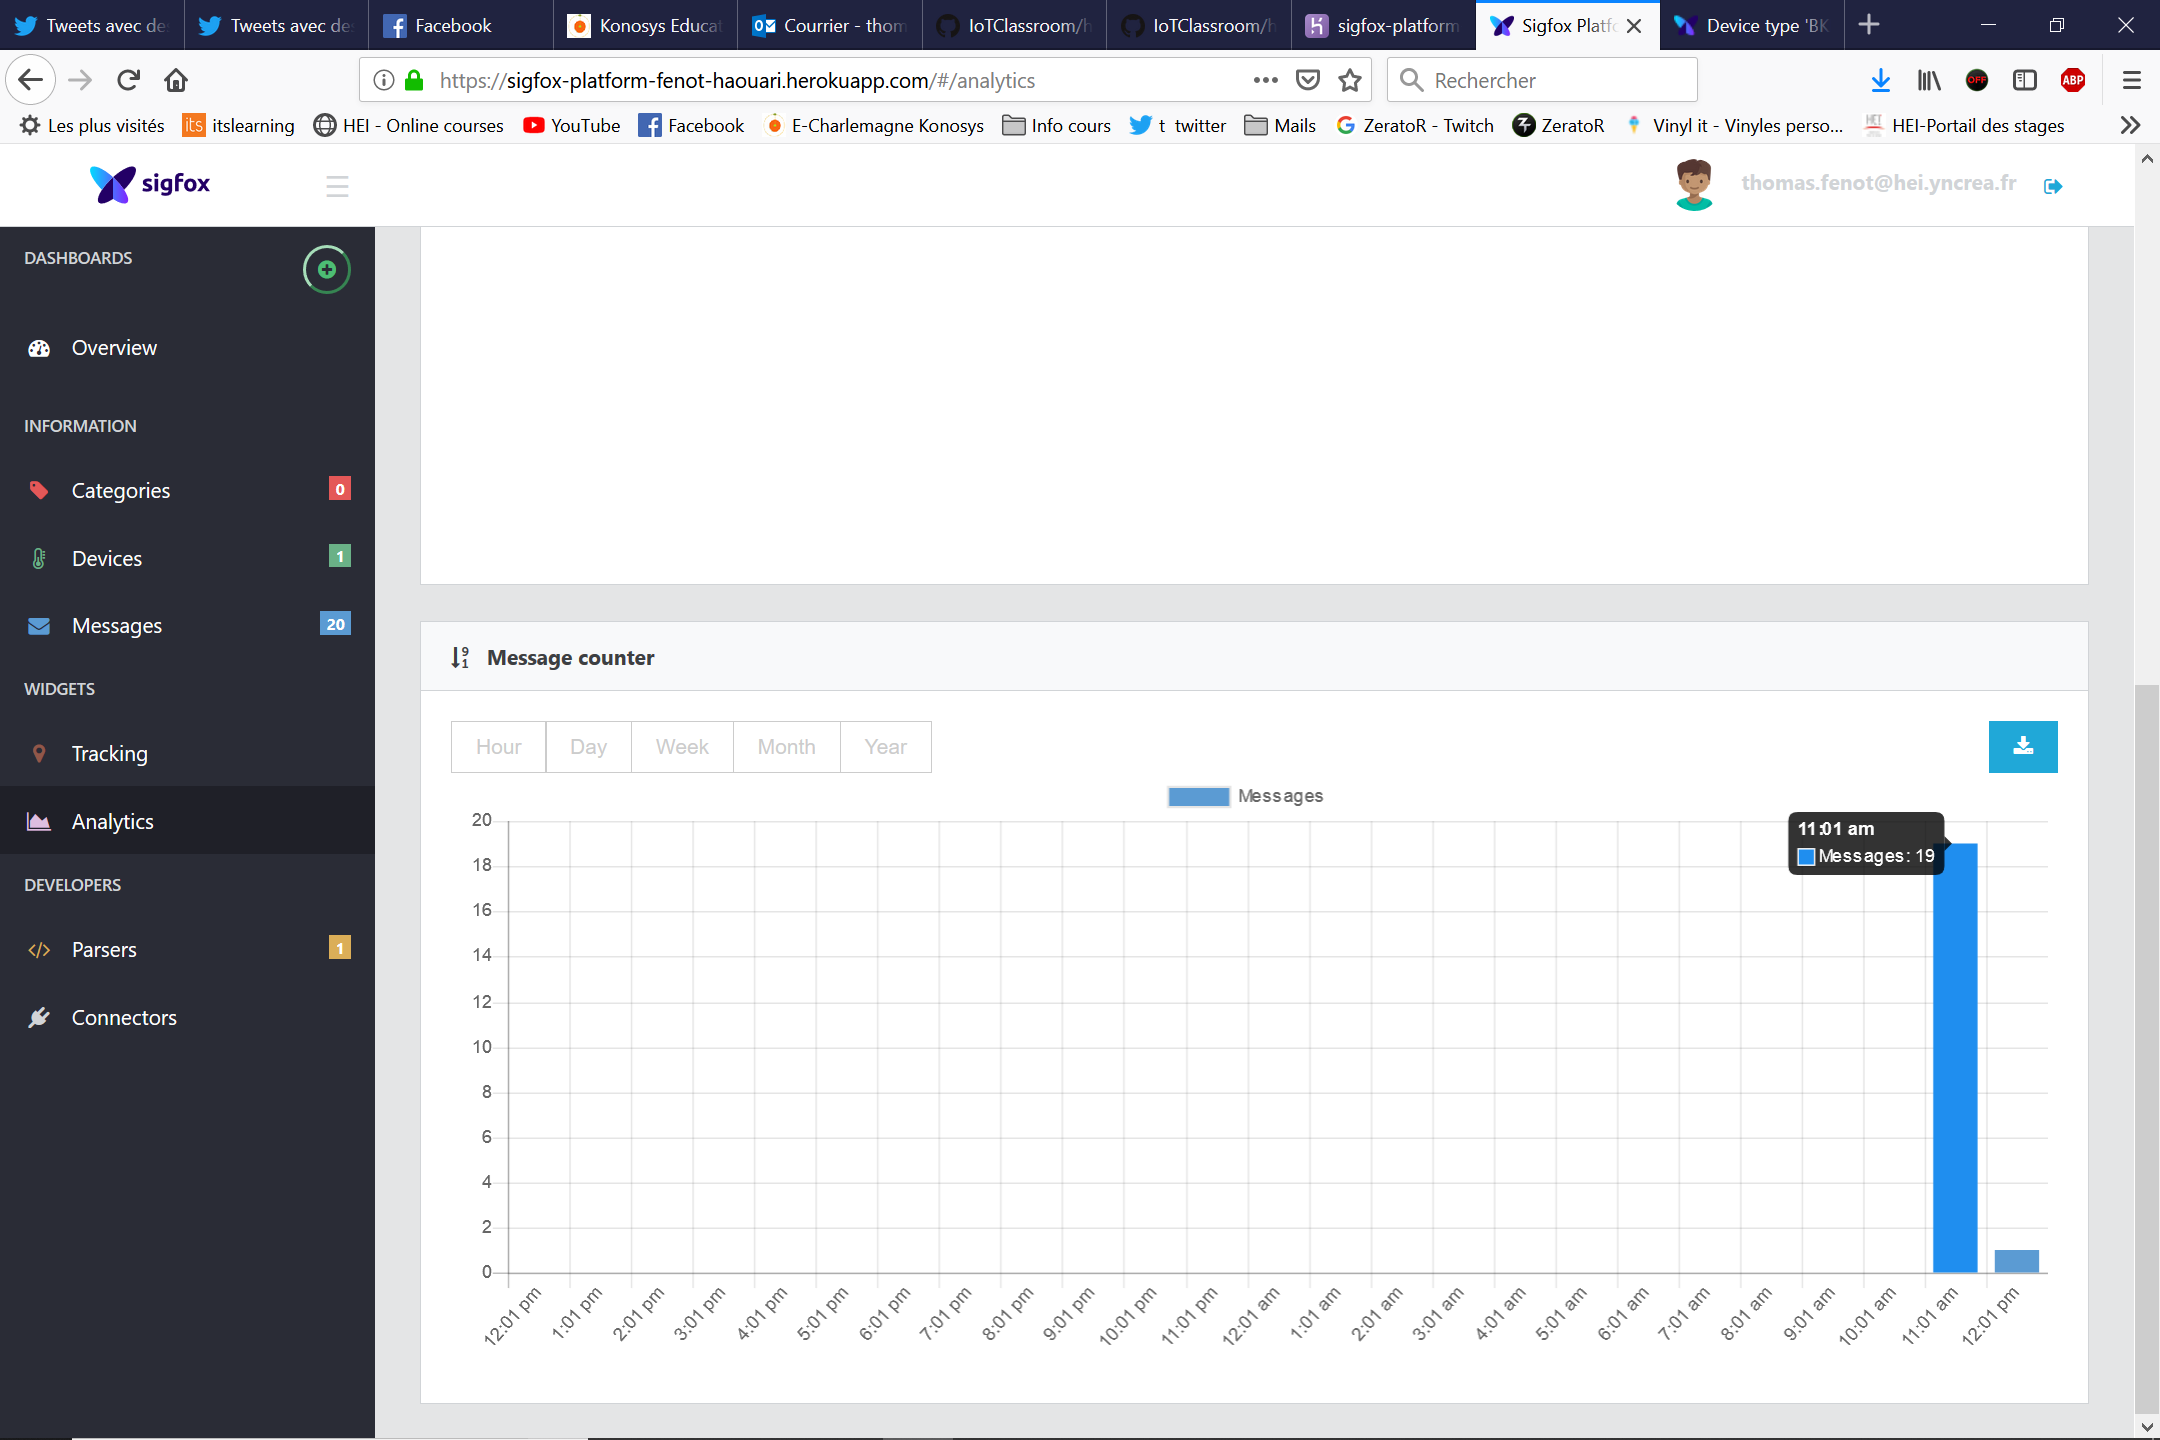 Tweets avec de Tweets avec de Facebook Konosys Educat Courrier - thom IoTClassroom/h IoTClassroom/h sigfox-platform Sigfox Platfo Device type 'BK
https://sigfox-platform-fenot-haouari.herokuapp.com/#/analytics Rechercher OFF ABP
Les plus visités its itslearning HEI - Online courses YouTube Facebook E-Charlemagne Konosys Info cours t twitter Mails ZeratoR - Twitch ZeratoR Vinyl it - Vinyles perso... HEI-Portail des stages
sigfox thomas.fenot@hei.yncrea.fr
DASHBOARDS
Overview
INFORMATION
Categories 0
Devices 1
Messages 20
WIDGETS
Tracking
Analytics
DEVELOPERS
Parsers 1
Connectors
Message counter
Hour Day Week Month Year
Messages
11:01 am
Messages: 19
20
18
16
14
12
10
8
6
4
2
0
12:01 pm 1:01 pm 2:01 pm 3:01 pm 4:01 pm 5:01 pm 6:01 pm 7:01 pm 8:01 pm 9:01 pm 10:01 pm 11:01 pm 12:01 am 1:01 am 2:01 am 3:01 am 4:01 am 5:01 am 6:01 am 7:01 am 8:01 am 9:01 am 10:01 am 11:01 am 12:01 pm